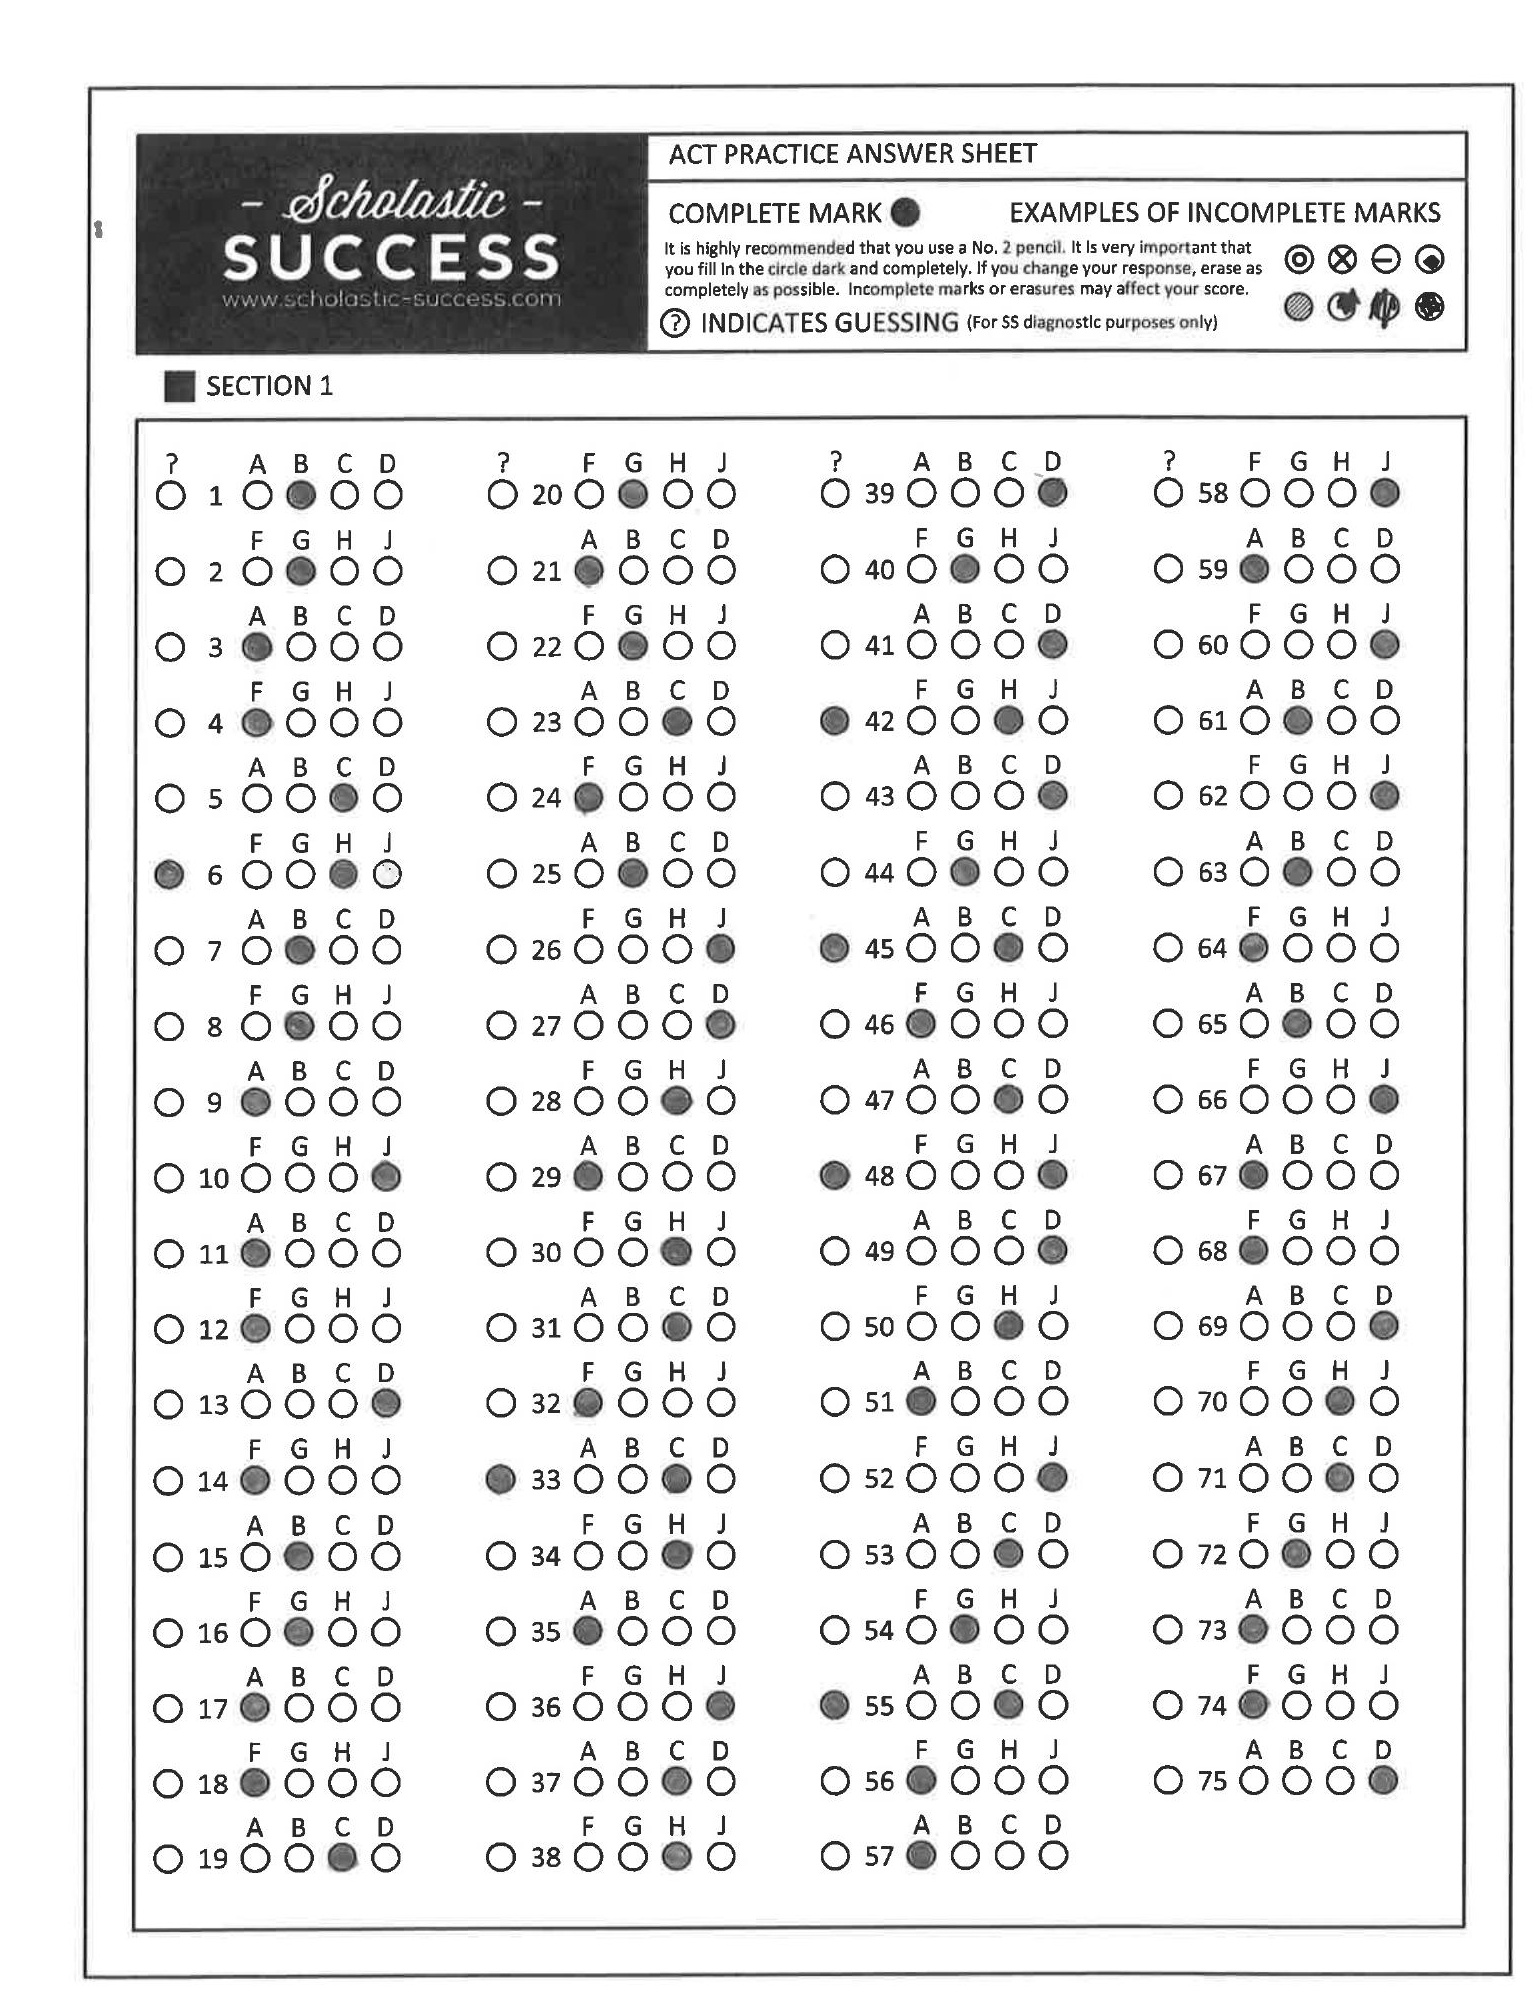 – Scholastic –
SUCCESS
www.scholastic-success.com
ACT PRACTICE ANSWER SHEET
COMPLETE MARK EXAMPLES OF INCOMPLETE MARKS
It is highly recommended that you use a No. 2 pencil. It is very important that
you fill in the circle dark and completely. If you change your response, erase as
completely as possible. Incomplete marks or erasures may affect your score.
? INDICATES GUESSING (For SS diagnostic purposes only)
SECTION 1
? A B C D ? F G H J ? A B C D ? F G H J
1 20 39 58
F G H J A B C D F G H J A B C D
2 21 40 59
A B C D F G H J A B C D F G H J
3 22 41 60
F G H J A B C D F G H J A B C D
4 23 42 61
A B C D F G H J A B C D F G H J
5 24 43 62
F G H J A B C D F G H J A B C D
6 25 44 63
A B C D F G H J A B C D F G H J
7 26 45 64
F G H J A B C D F G H J A B C D
8 27 46 65
A B C D F G H J A B C D F G H J
9 28 47 66
F G H J A B C D F G H J A B C D
10 29 48 67
A B C D F G H J A B C D F G H J
11 30 49 68
F G H J A B C D F G H J A B C D
12 31 50 69
A B C D F G H J A B C D F G H J
13 32 51 70
F G H J A B C D F G H J A B C D
14 33 52 71
A B C D F G H J A B C D F G H J
15 34 53 72
F G H J A B C D F G H J A B C D
16 35 54 73
A B C D F G H J A B C D F G H J
17 36 55 74
F G H J A B C D F G H J A B C D
18 37 56 75
A B C D F G H J A B C D
19 38 57